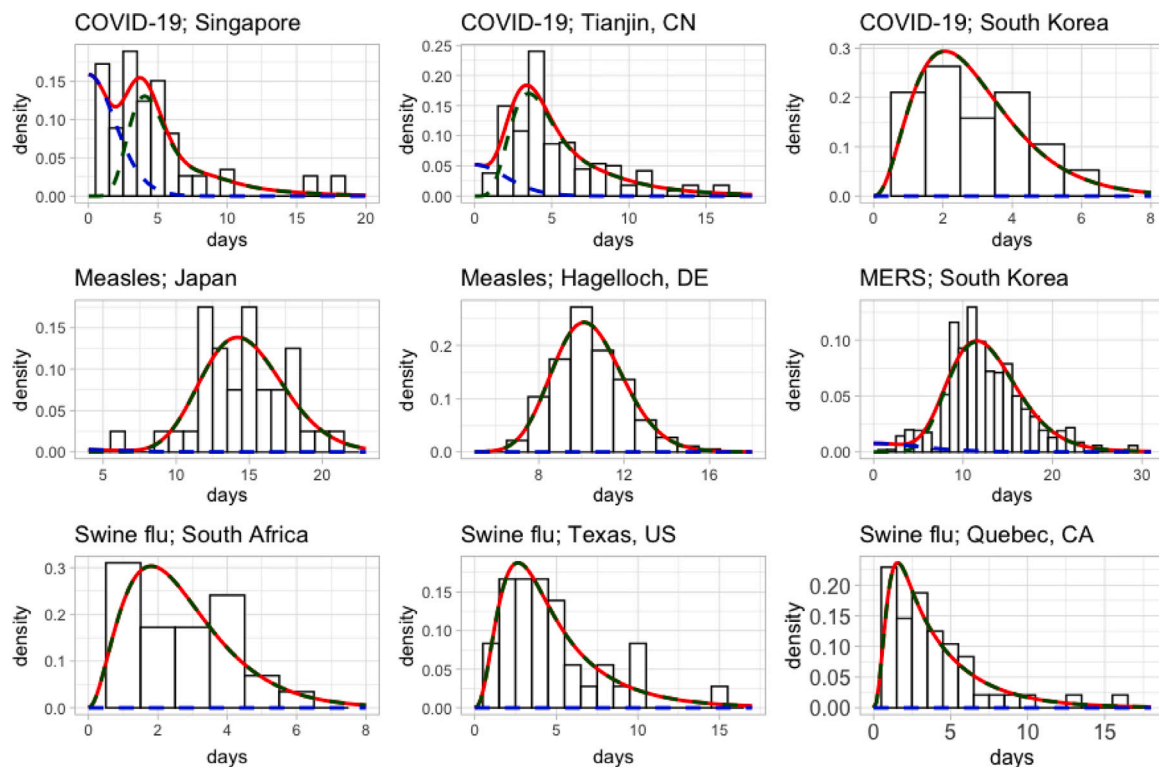 COVID-19; Singapore
COVID-19; Tianjin, CN
COVID-19; South Korea
density
0.15
0.10
0.05
0.00
0
5
10
15
20
days
density
0.25
0.20
0.15
0.10
0.05
0.00
0
5
10
15
days
density
0.3
0.2
0.1
0.0
0
2
4
6
8
days
Measles; Japan
Measles; Hagelloch, DE
MERS; South Korea
density
0.15
0.10
0.05
0.00
5
10
15
20
days
density
0.2
0.1
0.0
8
12
16
days
density
0.10
0.05
0.00
0
10
20
30
days
Swine flu; South Africa
Swine flu; Texas, US
Swine flu; Quebec, CA
density
0.3
0.2
0.1
0.0
0
2
4
6
8
days
density
0.15
0.10
0.05
0.00
0
5
10
15
days
density
0.20
0.15
0.10
0.05
0.00
0
5
10
15
days